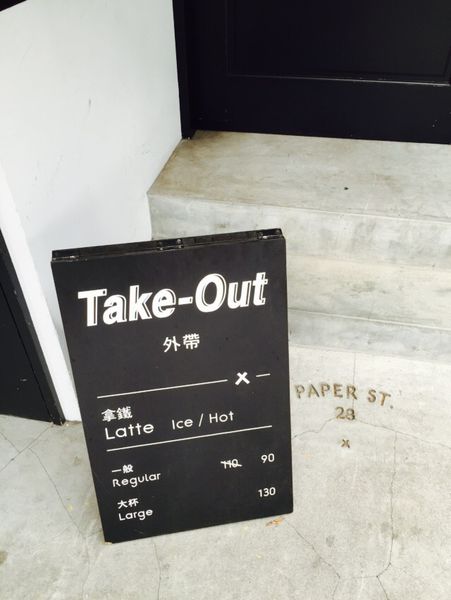 Take-Out
外帶
x
拿鐵
Latte Ice / Hot
一般 110 90
Regular
大杯 130
Large
PAPER ST.
23
x